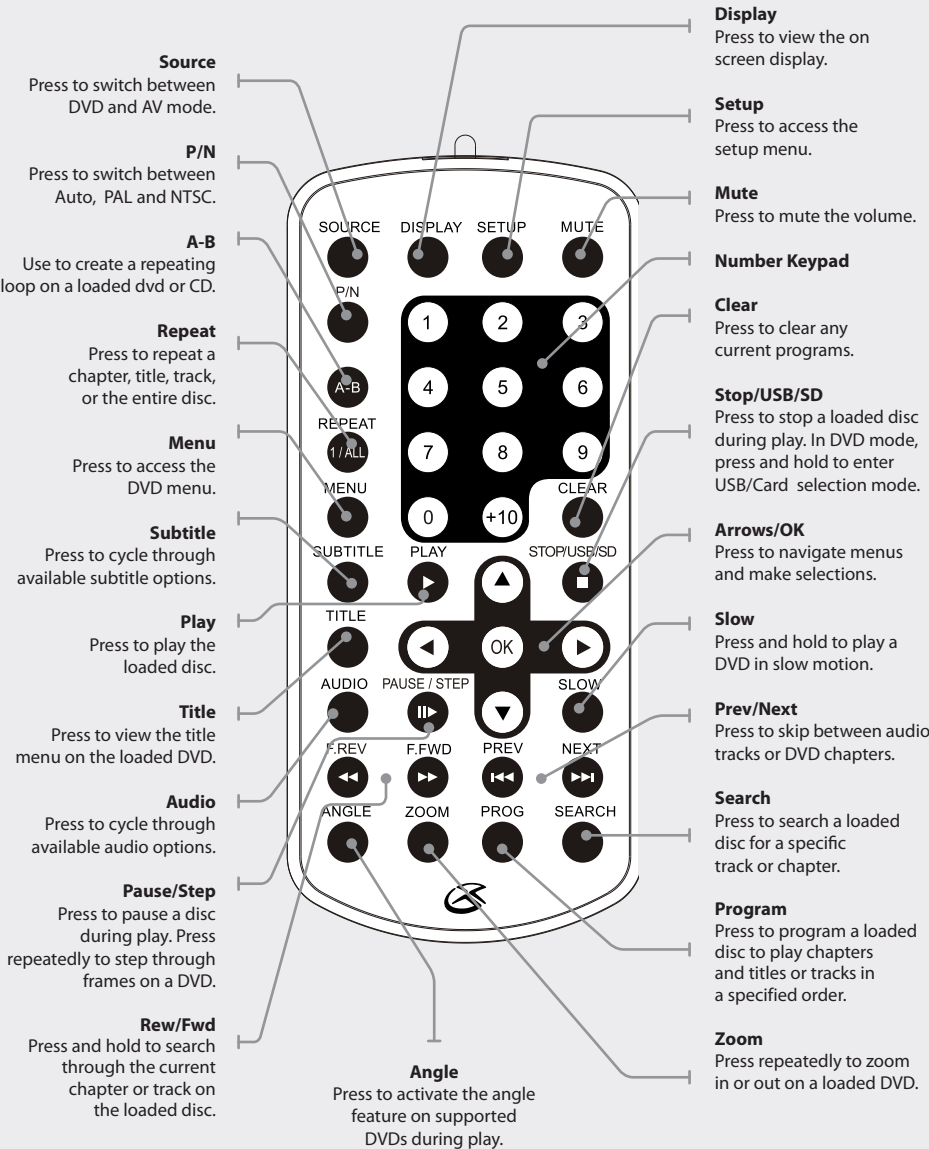 Source
Press to switch between
DVD and AV mode.
P/N
Press to switch between
Auto, PAL and NTSC.
A-B
Use to create a repeating
loop on a loaded dvd or CD.
Repeat
Press to repeat a
chapter, title, track,
or the entire disc.
Menu
Press to access the
DVD menu.
Subtitle
Press to cycle through
available subtitle options.
Play
Press to play the
loaded disc.
Title
Press to view the title
menu on the loaded DVD.
Audio
Press to cycle through
available audio options.
Pause/Step
Press to pause a disc
during play. Press
repeatedly to step through
frames on a DVD.
Rew/Fwd
Press and hold to search
through the current
chapter or track on
the loaded disc.
SOURCE DISPLAY SETUP MUTE
P/N
1 2 3
A-B 4 5 6
REPEAT
1 / ALL 7 8 9
MENU CLEAR
0 +10
SUBTITLE PLAY STOP/USB/SD
TITLE
OK
AUDIO PAUSE / STEP SLOW
F.REV F.FWD PREV NEXT
ANGLE ZOOM PROG SEARCH
Angle
Press to activate the angle
feature on supported
DVDs during play.
Display
Press to view the on
screen display.
Setup
Press to access the
setup menu.
Mute
Press to mute the volume.
Number Keypad
Clear
Press to clear any
current programs.
Stop/USB/SD
Press to stop a loaded disc
during play. In DVD mode,
press and hold to enter
USB/Card selection mode.
Arrows/OK
Press to navigate menus
and make selections.
Slow
Press and hold to play a
DVD in slow motion.
Prev/Next
Press to skip between audio
tracks or DVD chapters.
Search
Press to search a loaded
disc for a specific
track or chapter.
Program
Press to program a loaded
disc to play chapters
and titles or tracks in
a specified order.
Zoom
Press repeatedly to zoom
in or out on a loaded DVD.